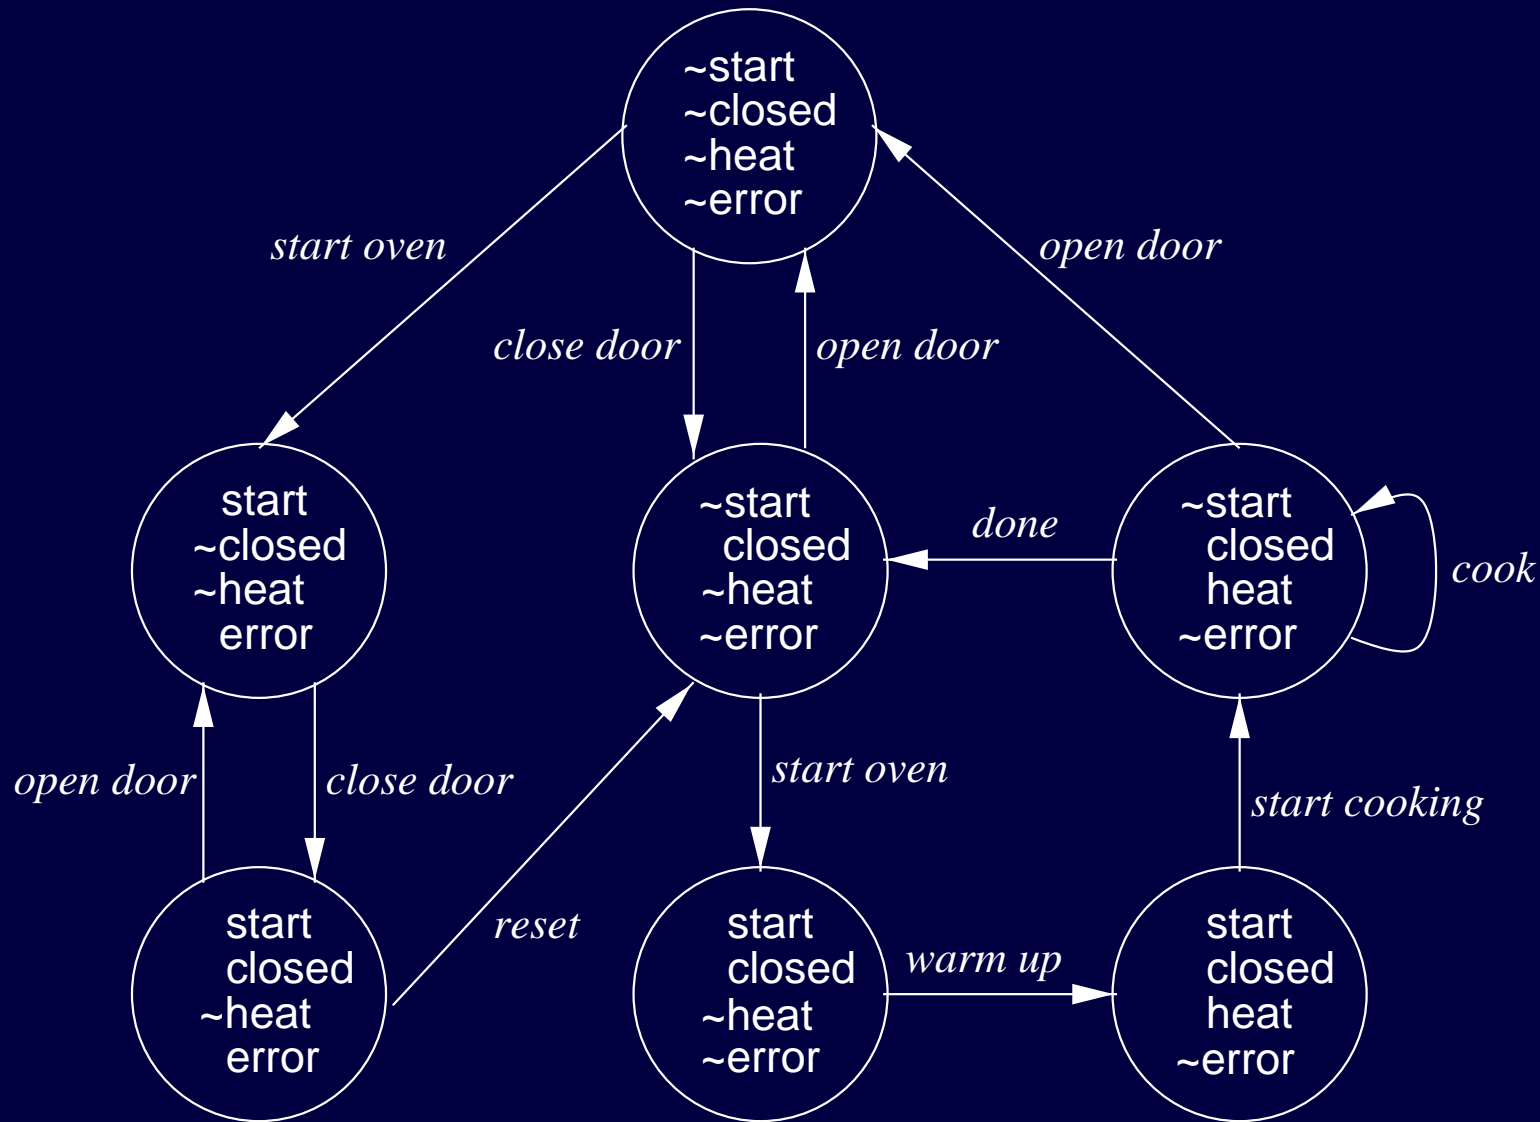 ~start
~closed
~heat
~error
start oven
open door
close door
open door
start
~closed
~heat
error
~start
closed
~heat
~error
done
~start
closed
heat
~error
cook
open door
close door
start oven
start cooking
reset
warm up
start
closed
~heat
error
start
closed
~heat
~error
start
closed
heat
~error